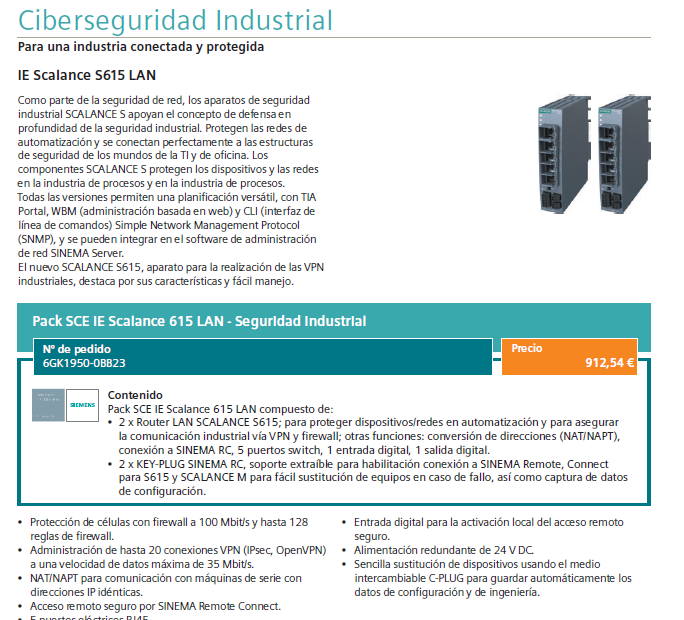 Ciberseguridad Industrial
Para una industria conectada y protegida
IE Scalance S615 LAN
Como parte de la seguridad de red, los aparatos de seguridad
industrial SCALANCE S apoyan el concepto de defensa en
profundidad de la seguridad industrial. Protegen las redes de
automatización y se conectan perfectamente a las estructuras
de seguridad de los mundos de la TI y de oficina. Los
componentes SCALANCE S protegen los dispositivos y las redes
en la industria de procesos y en la industria de procesos.
Todas las versiones permiten una planificación versátil, con TIA
Portal, WBM (administración basada en web) y CLI (interfaz de
línea de comandos) Simple Network Management Protocol
(SNMP), y se pueden integrar en el software de administración
de red SINEMA Server.
El nuevo SCALANCE S615, aparato para la realización de las VPN
industriales, destaca por sus características y fácil manejo.
Pack SCE IE Scalance 615 LAN - Seguridad Industrial
Nº de pedido
6GK1950-0BB23
Precio
912,54 €
SIEMENS
Contenido
Pack SCE IE Scalance 615 LAN compuesto de:
• 2 x Router LAN SCALANCE S615; para proteger dispositivos/redes en automatización y para asegurar
la comunicación industrial vía VPN y firewall; otras funciones: conversión de direcciones (NAT/NAPT),
conexión a SINEMA RC, 5 puertos switch, 1 entrada digital, 1 salida digital.
• 2 x KEY-PLUG SINEMA RC, soporte extraíble para habilitación conexión a SINEMA Remote, Connect
para S615 y SCALANCE M para fácil sustitución de equipos en caso de fallo, así como captura de datos
de configuración.
• Protección de células con firewall a 100 Mbit/s y hasta 128
reglas de firewall.
• Administración de hasta 20 conexiones VPN (IPsec, OpenVPN)
a una velocidad de datos máxima de 35 Mbit/s.
• NAT/NAPT para comunicación con máquinas de serie con
direcciones IP idénticas.
• Acceso remoto seguro por SINEMA Remote Connect.
• 5 puertos eléctricos RJ45
• Entrada digital para la activación local del acceso remoto
seguro.
• Alimentación redundante de 24 V DC.
• Sencilla sustitución de dispositivos usando el medio
intercambiable C-PLUG para guardar automáticamente los
datos de configuración y de ingeniería.